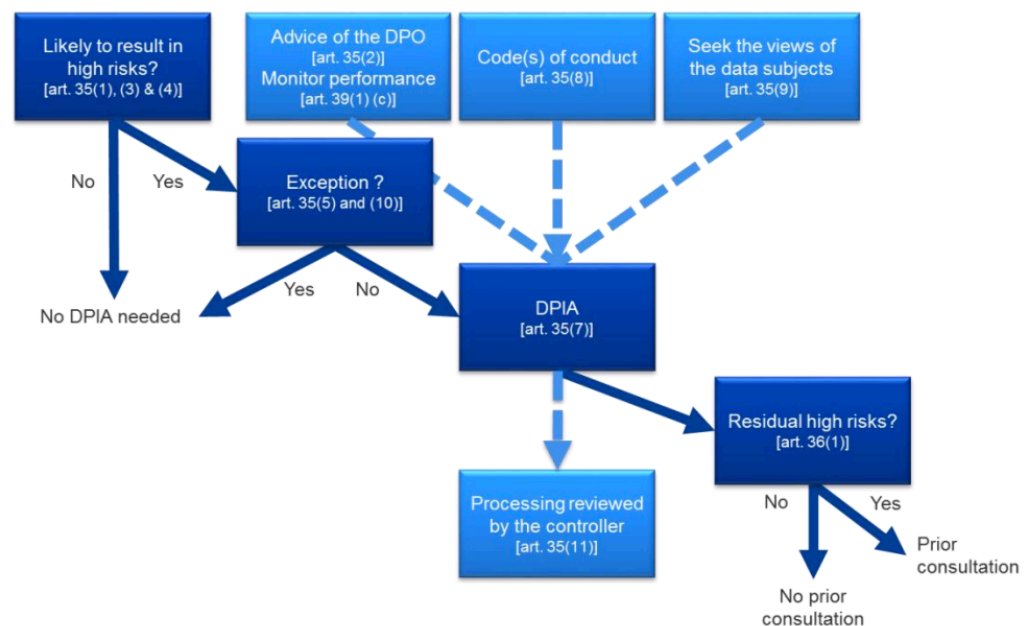 Likely to result in
high risks?
[art. 35(1), (3) & (4)]
Advice of the DPO
[art. 35(2)]
Monitor performance
[art. 39(1) (c)]
Code(s) of conduct
[art. 35(8)]
Seek the views of
the data subjects
[art. 35(9)]
No
Yes
Exception ?
[art. 35(5) and (10)]
Yes
No
No DPIA needed
DPIA
[art. 35(7)]
Residual high risks?
[art. 36(1)]
Processing reviewed
by the controller
[art. 35(11)]
No
Yes
Prior
consultation
No prior
consultation